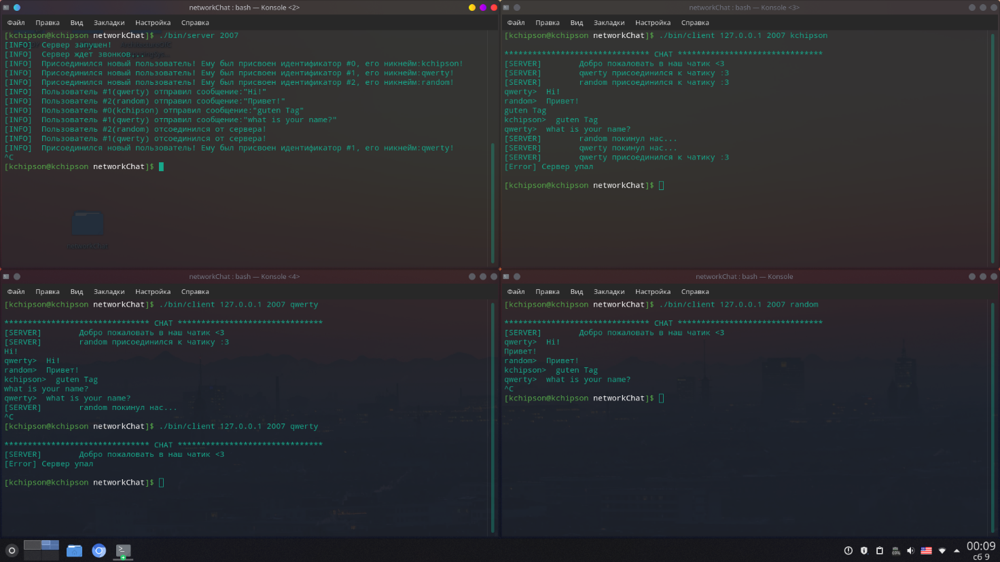 networkChat : bash — Konsole <2>
Файл Правка Вид Закладки Настройка Справка
[kchipson@kchipson networkChat]$ ./bin/server 2007
[INFO] Сервер запушен!
[INFO] Сервер ждет звонков...
[INFO] Присоединился новый пользователь! Ему был присвоен идентификатор #0, его никнейм:kchipson!
[INFO] Присоединился новый пользователь! Ему был присвоен идентификатор #1, его никнейм:qwerty!
[INFO] Присоединился новый пользователь! Ему был присвоен идентификатор #2, его никнейм:random!
[INFO] Пользователь #1(qwerty) отправил сообщение:"Hi!"
[INFO] Пользователь #2(random) отправил сообщение:"Привет!"
[INFO] Пользователь #0(kchipson) отправил сообщение:"guten Tag"
[INFO] Пользователь #1(qwerty) отправил сообщение:"what is your name?"
[INFO] Пользователь #2(random) отсоединился от сервера!
[INFO] Пользователь #1(qwerty) отсоединился от сервера!
[INFO] Присоединился новый пользователь! Ему был присвоен идентификатор #1, его никнейм:qwerty!
^C
[kchipson@kchipson networkChat]$
networkChat
networkChat : bash — Konsole <3>
Файл Правка Вид Закладки Настройка Справка
[kchipson@kchipson networkChat]$ ./bin/client 127.0.0.1 2007 kchipson
******************************* CHAT *******************************
[SERVER] Добро пожаловать в наш чатик <3
[SERVER] qwerty присоединился к чатику :3
[SERVER] random присоединился к чатику :3
qwerty> Hi!
random> Привет!
guten Tag
kchipson> guten Tag
qwerty> what is your name?
[SERVER] random покинул нас...
[SERVER] qwerty покинул нас...
[SERVER] qwerty присоединился к чатику :3
[Error] Сервер упал
[kchipson@kchipson networkChat]$
networkChat : bash — Konsole <4>
Файл Правка Вид Закладки Настройка Справка
[kchipson@kchipson networkChat]$ ./bin/client 127.0.0.1 2007 qwerty
******************************* CHAT *******************************
[SERVER] Добро пожаловать в наш чатик <3
[SERVER] random присоединился к чатику :3
Hi!
qwerty> Hi!
random> Привет!
kchipson> guten Tag
what is your name?
qwerty> what is your name?
[SERVER] random покинул нас...
^C
[kchipson@kchipson networkChat]$ ./bin/client 127.0.0.1 2007 qwerty
******************************* CHAT *******************************
[SERVER] Добро пожаловать в наш чатик <3
[Error] Сервер упал
[kchipson@kchipson networkChat]$
networkChat : bash — Konsole
Файл Правка Вид Закладки Настройка Справка
[kchipson@kchipson networkChat]$ ./bin/client 127.0.0.1 2007 random
******************************* CHAT *******************************
[SERVER] Добро пожаловать в наш чатик <3
qwerty> Hi!
Привет!
random> Привет!
kchipson> guten Tag
qwerty> what is your name?
^C
[kchipson@kchipson networkChat]$
69%
00:09
сб 9